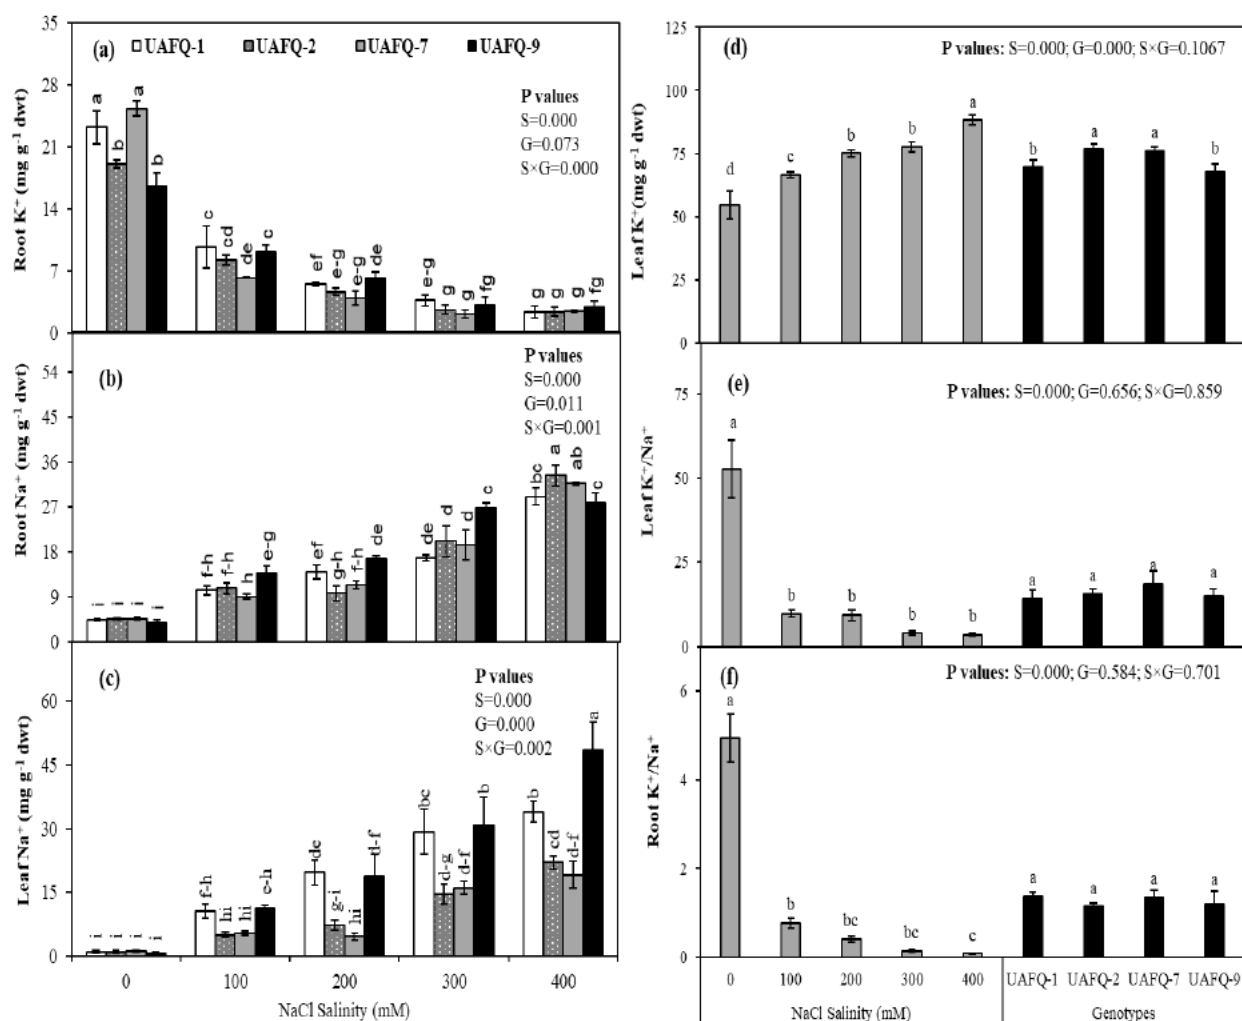 (a) UAFQ-1 UAFQ-2 UAFQ-7 UAFQ-9
P values
S=0.000
G=0.073
S×G=0.000
Root K⁺ (mg g⁻¹ dwt)
35
28
21
14
7
0
a b a b
c cd de c
ef e-g e-g de
e-g g g fg
g g g fg
(b)
P values
S=0.000
G=0.011
S×G=0.001
Root Na⁺ (mg g⁻¹ dwt)
54
45
36
27
18
9
0
i i i i
f-h f-h h e-g
ef g-h f-h de
de d d c
bc a ab c
(c)
P values
S=0.000
G=0.000
S×G=0.002
Leaf Na⁺ (mg g⁻¹ dwt)
60
45
30
15
0
i i i i
f-h hi hi e-h
de g-i hi d-f
bc d-g d-f b
b cd d-f a
0 100 200 300 400
NaCl Salinity (mM)
(d)
P values: S=0.000; G=0.000; S×G=0.1067
Leaf K⁺(mg g⁻¹ dwt)
125
100
75
50
25
0
d c b b a b a a b
(e)
P values: S=0.000; G=0.656; S×G=0.859
Leaf K⁺/Na⁺
75
50
25
0
a b b b b a a a a
(f)
P values: S=0.000; G=0.584; S×G=0.701
Root K⁺/Na⁺
6
4
2
0
a b bc bc c a a a a
0 100 200 300 400 UAFQ-1 UAFQ-2 UAFQ-7 UAFQ-9
NaCl Salinity (mM) Genotypes